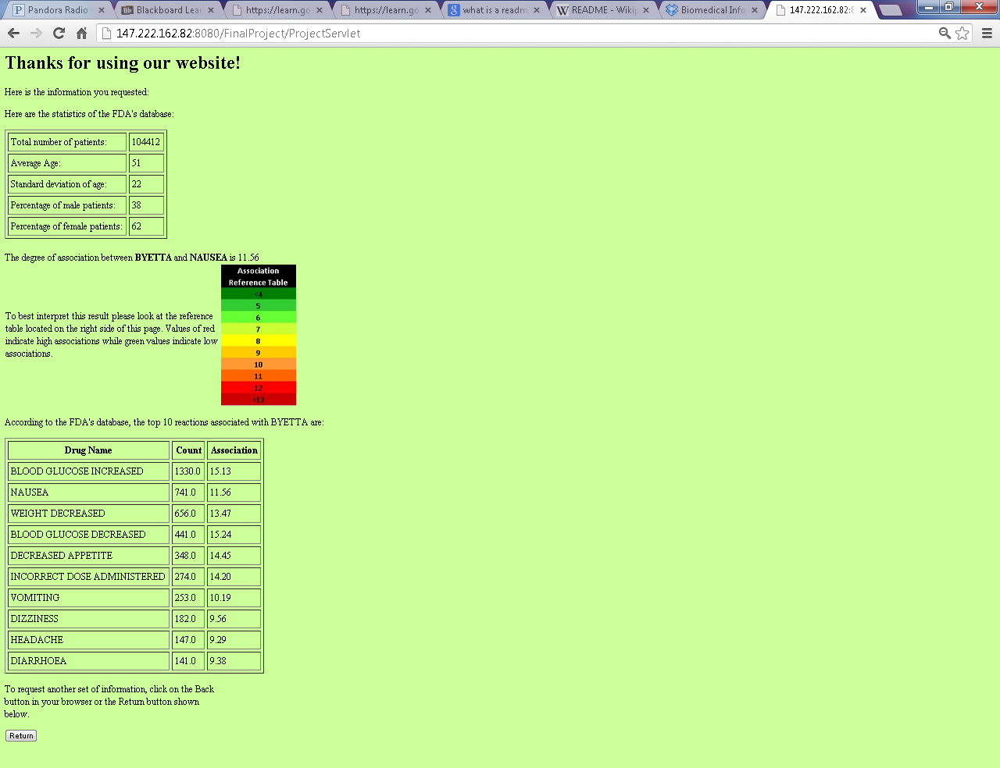 Pandora Radio
Blackboard Lear
https://learn.go
https://learn.go
what is a readm
README - Wikip
Biomedical Info
147.222.162.82:8
147.222.162.82:8080/FinalProject/ProjectServlet
Thanks for using our website!
Here is the information you requested:
Here are the statistics of the FDA's database:
Total number of patients: 104412
Average Age: 51
Standard deviation of age: 22
Percentage of male patients: 38
Percentage of female patients: 62
The degree of association between BYETTA and NAUSEA is 11.56
To best interpret this result please look at the reference
table located on the right side of this page. Values of red
indicate high associations while green values indicate low
associations.
Association
Reference Table
<4
5
6
7
8
9
10
11
12
>13
According to the FDA's database, the top 10 reactions associated with BYETTA are:
Drug Name Count Association
BLOOD GLUCOSE INCREASED 1330.0 15.13
NAUSEA 741.0 11.56
WEIGHT DECREASED 656.0 13.47
BLOOD GLUCOSE DECREASED 441.0 15.24
DECREASED APPETITE 348.0 14.45
INCORRECT DOSE ADMINISTERED 274.0 14.20
VOMITING 253.0 10.19
DIZZINESS 182.0 9.56
HEADACHE 147.0 9.29
DIARRHOEA 141.0 9.38
To request another set of information, click on the Back
button in your browser or the Return button shown
below.
Return